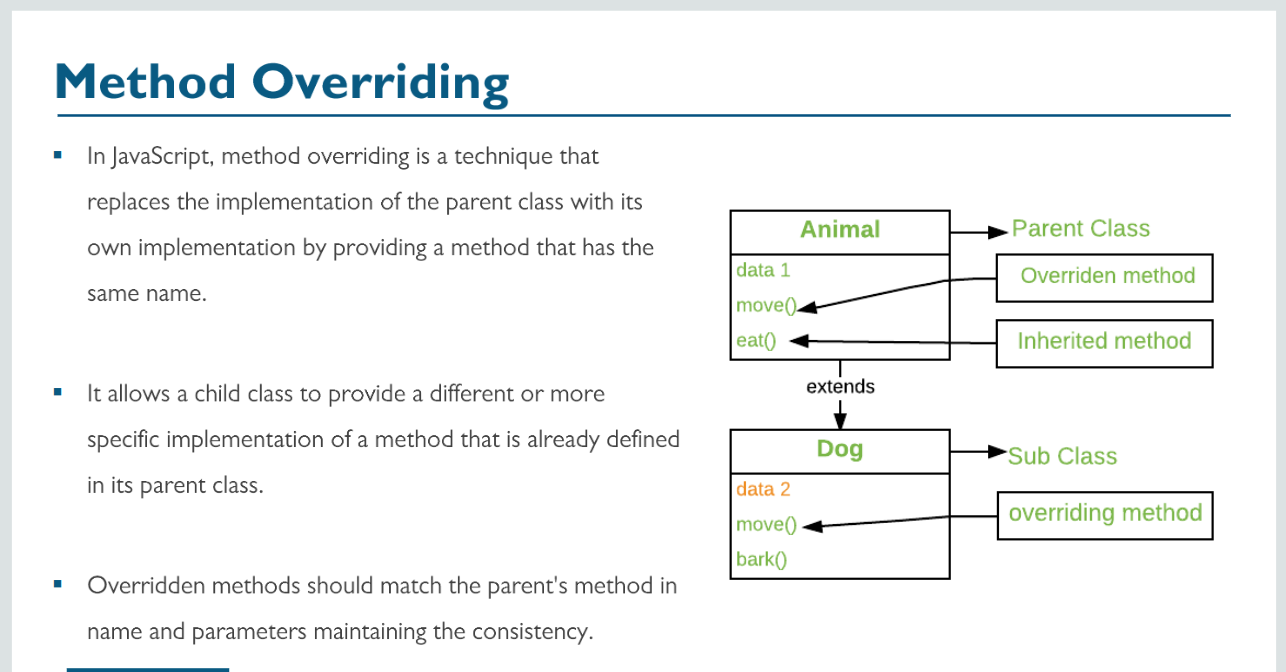 Method Overriding
▪ In JavaScript, method overriding is a technique that
replaces the implementation of the parent class with its
own implementation by providing a method that has the
same name.
▪ It allows a child class to provide a different or more
specific implementation of a method that is already defined
in its parent class.
▪ Overridden methods should match the parent's method in
name and parameters maintaining the consistency.
Animal
Parent Class
data 1
Overriden method
move()
eat()
Inherited method
extends
Dog
Sub Class
data 2
move()
overriding method
bark()